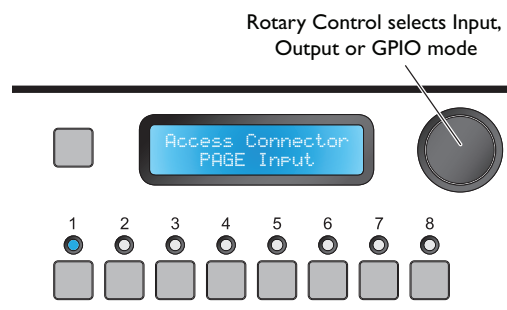 Rotary Control selects Input,
Output or GPIO mode
Access Connector
PAGE Input
1 2 3 4 5 6 7 8